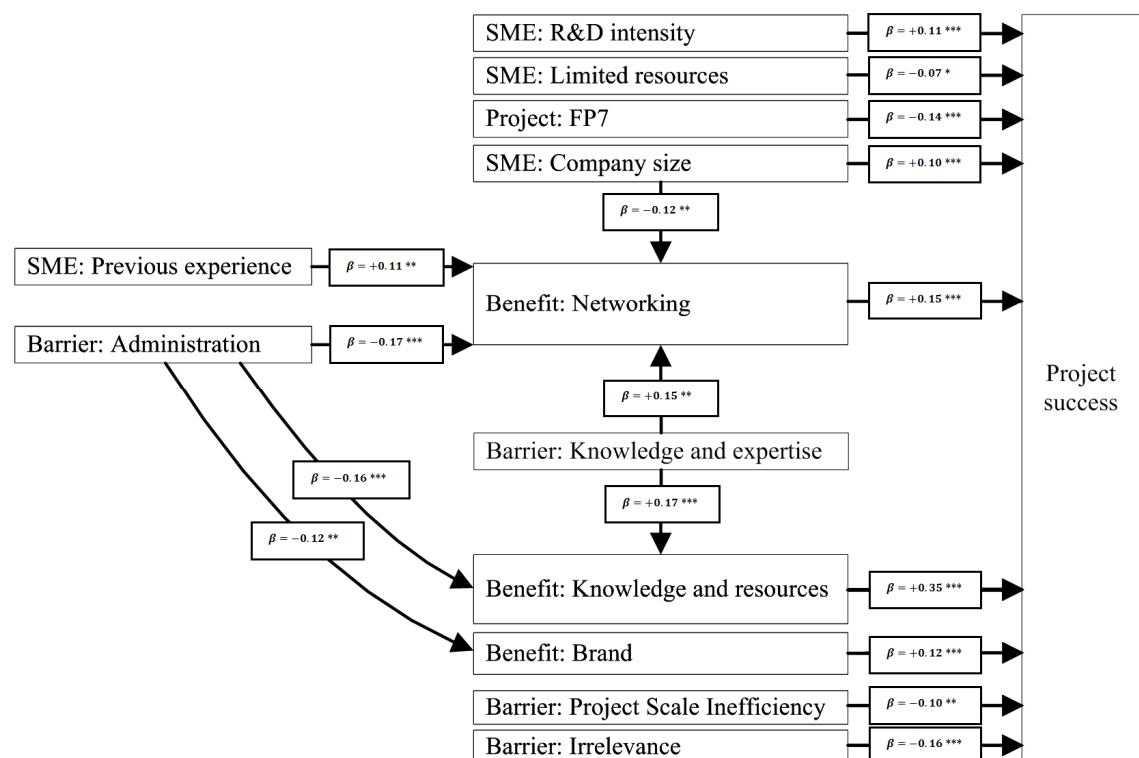 SME: R&D intensity
β = +0.11 ***
SME: Limited resources
β = −0.07 *
Project: FP7
β = −0.14 ***
SME: Company size
β = +0.10 ***
β = −0.12 **
SME: Previous experience
β = +0.11 **
Benefit: Networking
β = +0.15 ***
Barrier: Administration
β = −0.17 ***
Project
success
β = +0.15 **
Barrier: Knowledge and expertise
β = −0.16 ***
β = +0.17 ***
β = −0.12 **
Benefit: Knowledge and resources
β = +0.35 ***
Benefit: Brand
β = +0.12 ***
Barrier: Project Scale Inefficiency
β = −0.10 **
Barrier: Irrelevance
β = −0.16 ***